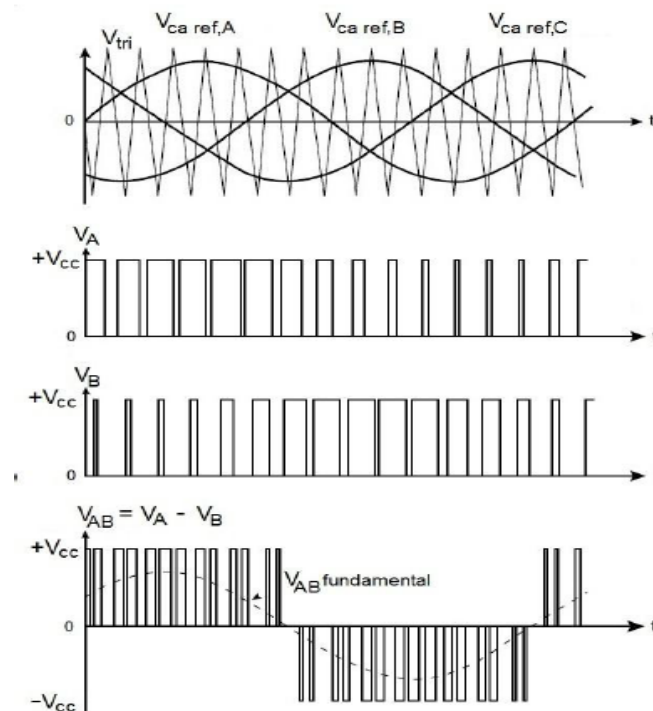 V_ca ref,A V_ca ref,B V_ca ref,C
V_tri
0 t
V_A
+V_cc
0 t
V_B
+V_cc
0 t
V_AB = V_A - V_B
+V_cc
V_AB fundamental
0 t
-V_cc